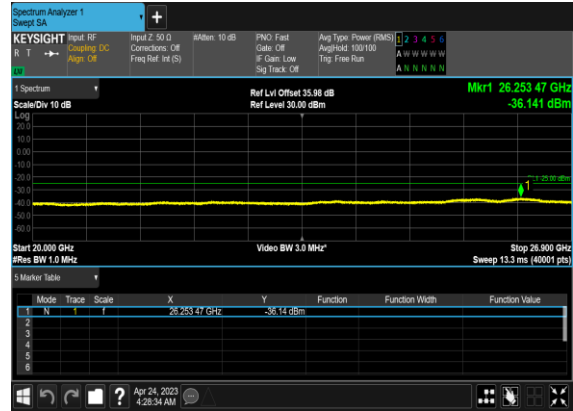 Spectrum Analyzer 1
Swept SA
KEYSIGHT Input: RF Input Z: 50 Ω #Atten: 10 dB PNO: Fast Avg Type: Power (RMS) 1 2 3 4 5 6
R T Coupling: DC Corrections: Off Gate: Off Avg|Hold: 100/100 A W W W W W
Align: Off Freq Ref: Int (S) IF Gain: Low Trig: Free Run
LXI Sig Track: Off A N N N N N
1 Spectrum Ref Lvl Offset 35.98 dB Mkr1 26.253 47 GHz
Scale/Div 10 dB Ref Level 30.00 dBm -36.141 dBm
Log
20.0
10.0
0.00
-10.0
-20.0
DL1 -25.00 dBm
-30.0
1
-40.0
-50.0
-60.0
Start 20.000 GHz Video BW 3.0 MHz* Stop 26.900 GHz
#Res BW 1.0 MHz Sweep 13.3 ms (40001 pts)
5 Marker Table
Mode Trace Scale X Y Function Function Width Function Value
1 N 1 f 26.253 47 GHz -36.14 dBm
2
3
4
5
6
? Apr 24, 2023
4:28:34 AM